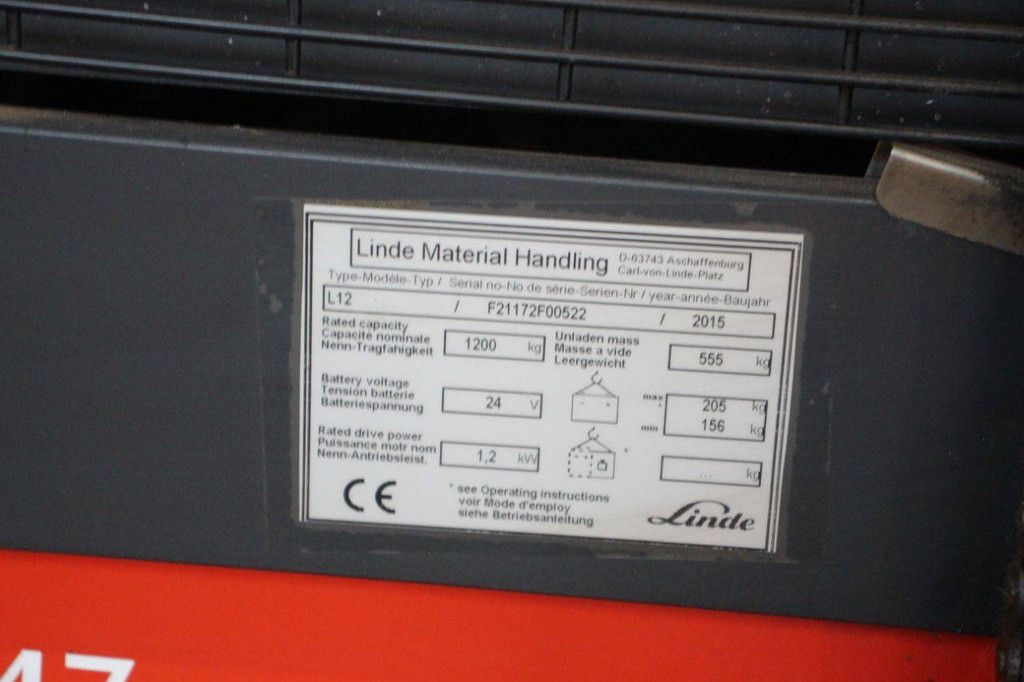 Linde Material Handling
D-63743 Aschaffenburg
Carl-von-Linde-Platz
Type-Modéle-Typ / Serial no-No de série-Serien-Nr / year-année-Baujahr
L12 / F21172F00522 / 2015
Rated capacity
Capacité nominale
Nenn-Tragfahigkeit
1200 kg
Unladen mass
Masse a vide
Leergewicht
555 kg
Battery voltage
Tension batterie
Batteriespannung
24 V
max 205 kg
min 156 kg
Rated drive power
Puissance motr nom
Nenn-Antriebsleist.
1,2 kW
*
... kg
CE
* see Operating instructions
voir Mode d'employ
siehe Betriebsanleitung
Linde
47